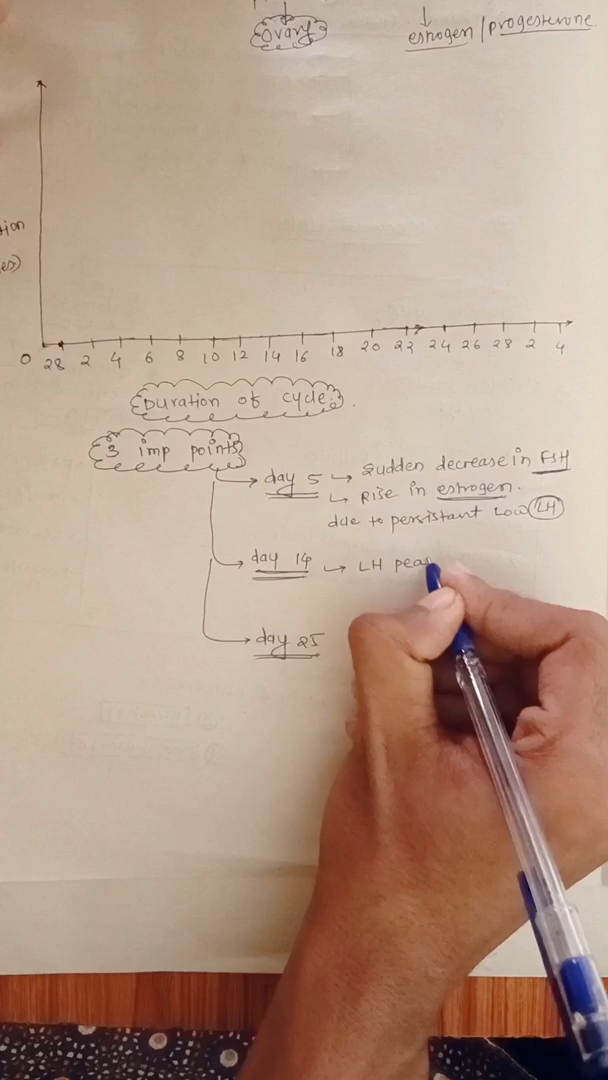 Ovary
estrogen/progesterone
tion
es)
0 28 2 4 6 8 10 12 14 16 18 20 22 24 26 28 2 4
Duration of cycle.
3 imp points
day 5 → Sudden decrease in FSH
↳ Rise in estrogen.
due to persistant Low LH
day 14 → LH pea
day 25